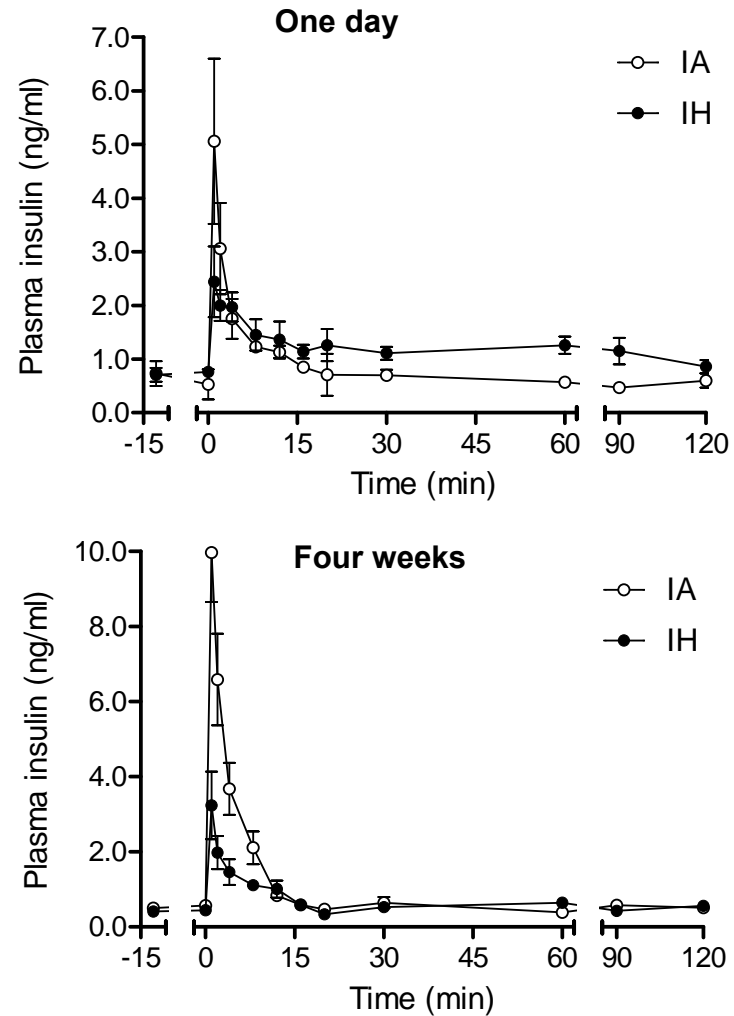 One day
7.0
6.0
5.0
4.0
3.0
2.0
1.0
0.0
Plasma insulin (ng/ml)
IA
IH
-15 0 15 30 45 60 90 120
Time (min)
Four weeks
10.0
8.0
6.0
4.0
2.0
0.0
Plasma insulin (ng/ml)
IA
IH
-15 0 15 30 45 60 90 120
Time (min)